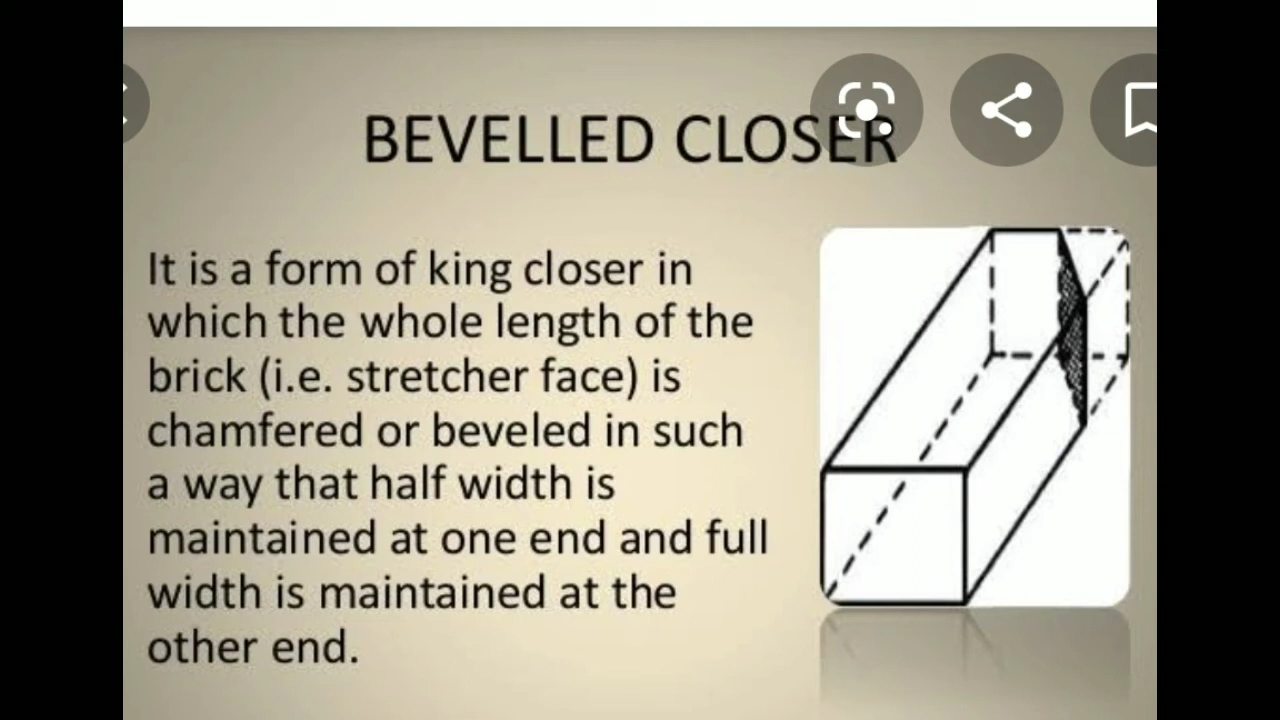 BEVELLED CLOSER
It is a form of king closer in
which the whole length of the
brick (i.e. stretcher face) is
chamfered or beveled in such
a way that half width is
maintained at one end and full
width is maintained at the
other end.